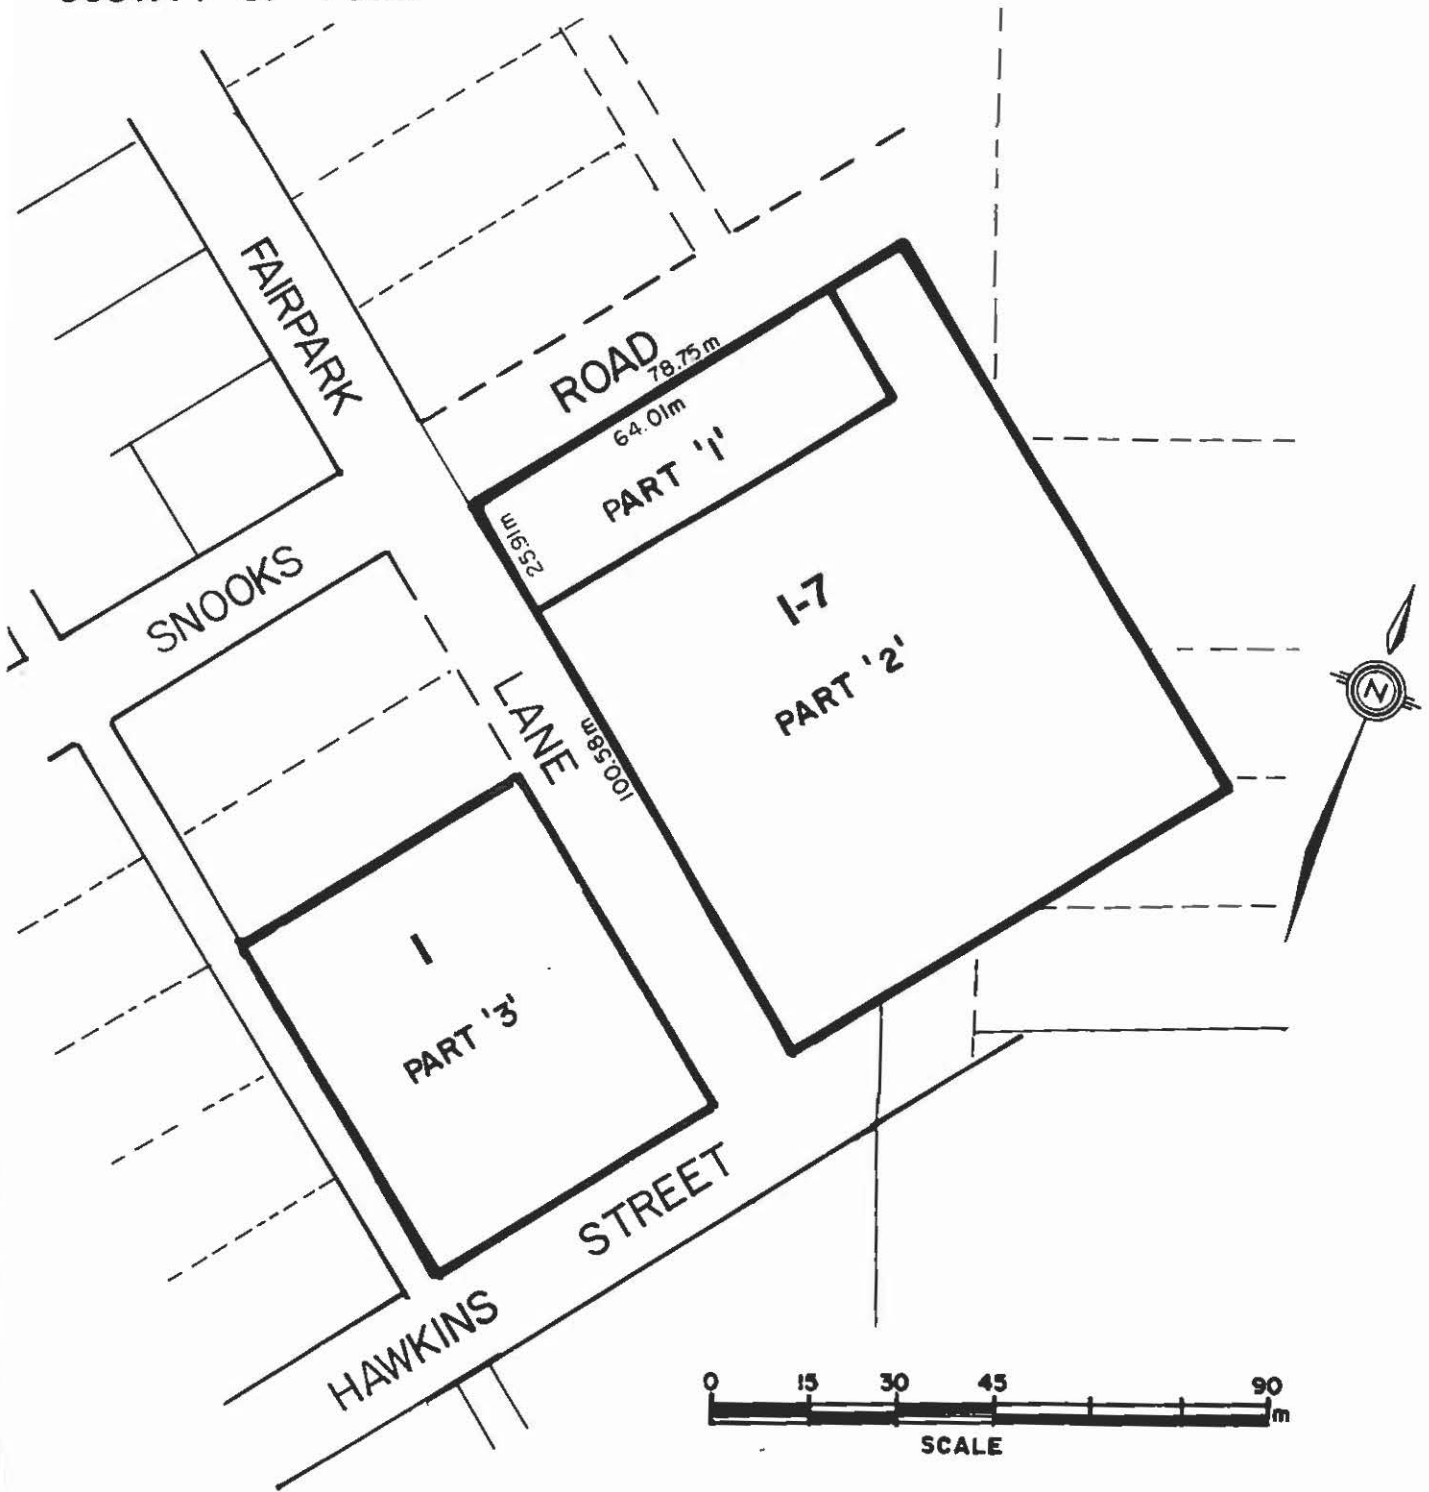 FAIRPARK
ROAD
78.75m
64.01m
PART '1'
25.91m
SNOOKS
1-7
PART '2'
LANE
100.58m
N
1
PART '3'
STREET
HAWKINS
0 15 30 45 90
m
SCALE